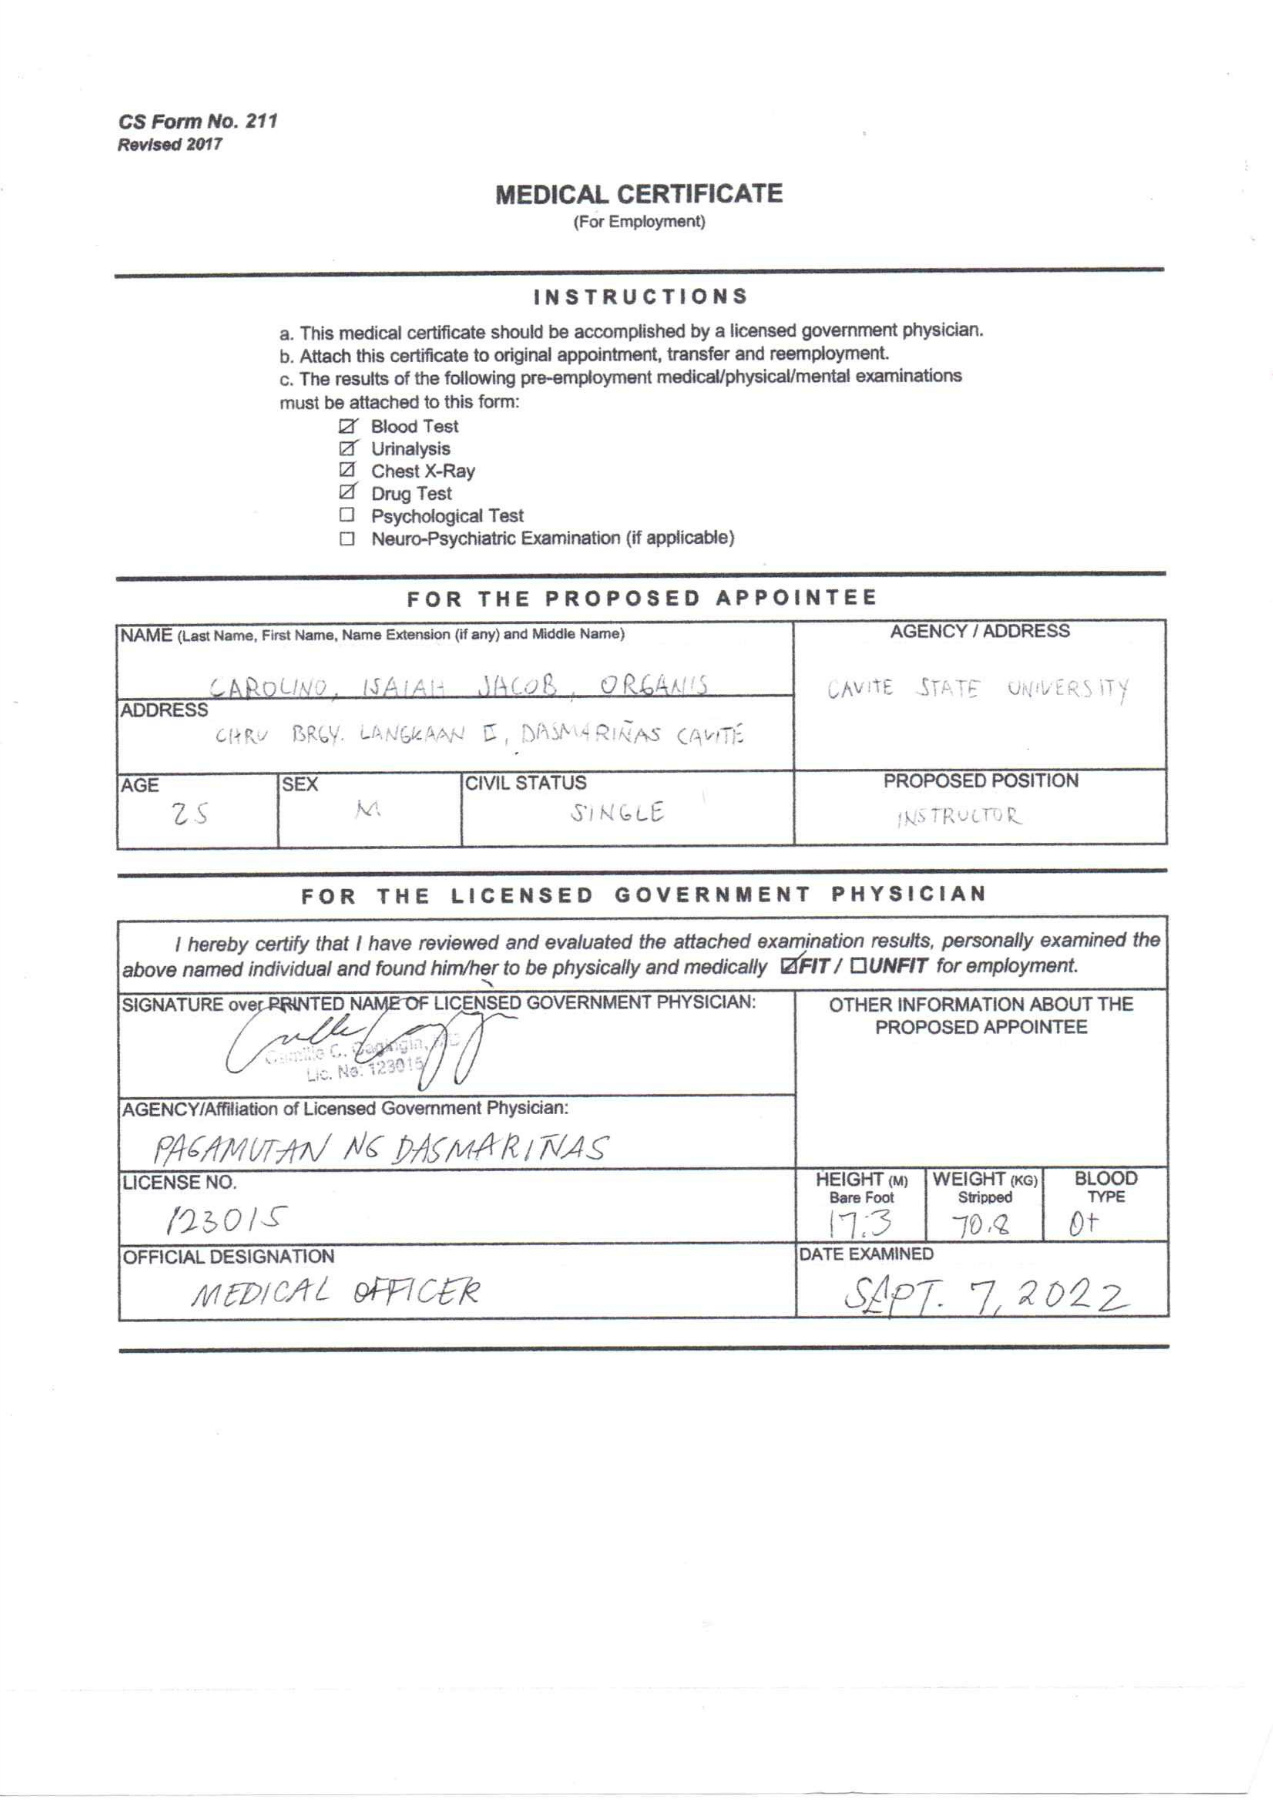 CS Form No. 211
Revised 2017
MEDICAL CERTIFICATE
(For Employment)
INSTRUCTIONS
a. This medical certificate should be accomplished by a licensed government physician.
b. Attach this certificate to original appointment, transfer and reemployment.
c. The results of the following pre-employment medical/physical/mental examinations
must be attached to this form:
☑ Blood Test
☑ Urinalysis
☑ Chest X-Ray
☑ Drug Test
☐ Psychological Test
☐ Neuro-Psychiatric Examination (if applicable)
FOR THE PROPOSED APPOINTEE
NAME (Last Name, First Name, Name Extension (if any) and Middle Name)
CAROLINO, ISAIAH JACOB, ORGANIS
AGENCY / ADDRESS
CAVITE STATE UNIVERSITY
ADDRESS
CHRV BRGY. LANGKAAN II, DASMARIÑAS CAVITE
AGE
25
SEX
M
CIVIL STATUS
SINGLE
PROPOSED POSITION
INSTRUCTOR
FOR THE LICENSED GOVERNMENT PHYSICIAN
I hereby certify that I have reviewed and evaluated the attached examination results, personally examined the
above named individual and found him/her to be physically and medically ☑FIT / ☐UNFIT for employment.
SIGNATURE over PRINTED NAME OF LICENSED GOVERNMENT PHYSICIAN:
C.
Lic. No. 123015
OTHER INFORMATION ABOUT THE
PROPOSED APPOINTEE
AGENCY/Affiliation of Licensed Government Physician:
PAGAMUTAN NG DASMARIÑAS
LICENSE NO.
123015
HEIGHT (M)
Bare Foot
17.3
WEIGHT (KG)
Stripped
70.8
BLOOD
TYPE
O+
OFFICIAL DESIGNATION
MEDICAL OFFICER
DATE EXAMINED
SEPT. 7, 2022